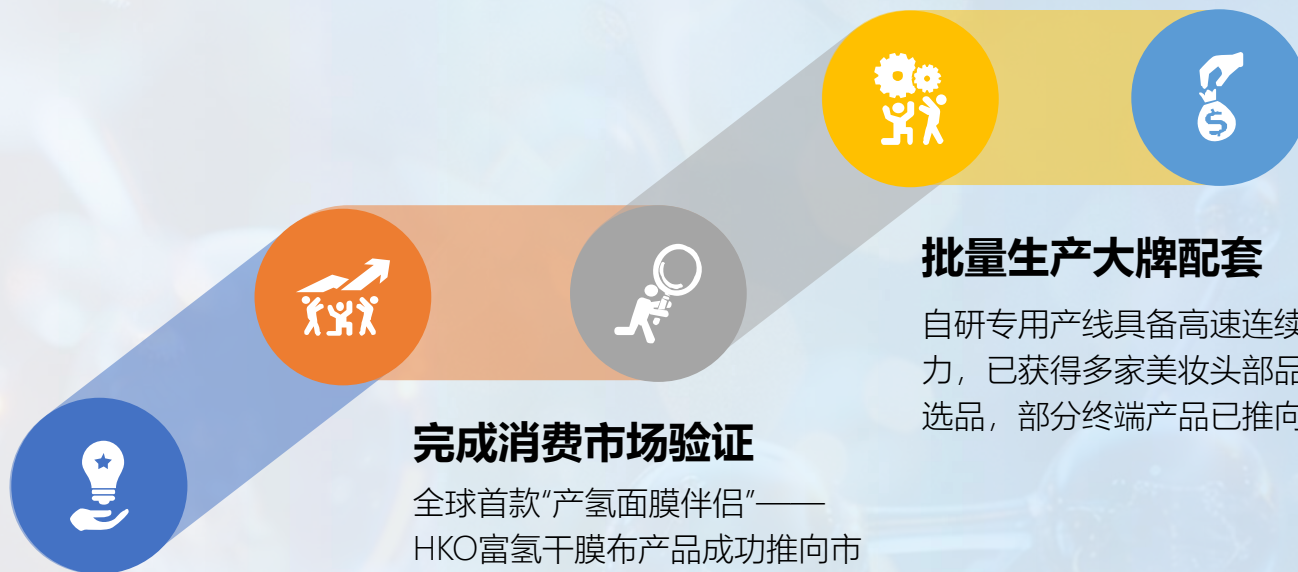 批量生产大牌配套
自研专用产线具备高速连续
力，已获得多家美妆头部品
选品，部分终端产品已推向
完成消费市场验证
全球首款“产氢面膜伴侣”——
HKO富氢干膜布产品成功推向市
$